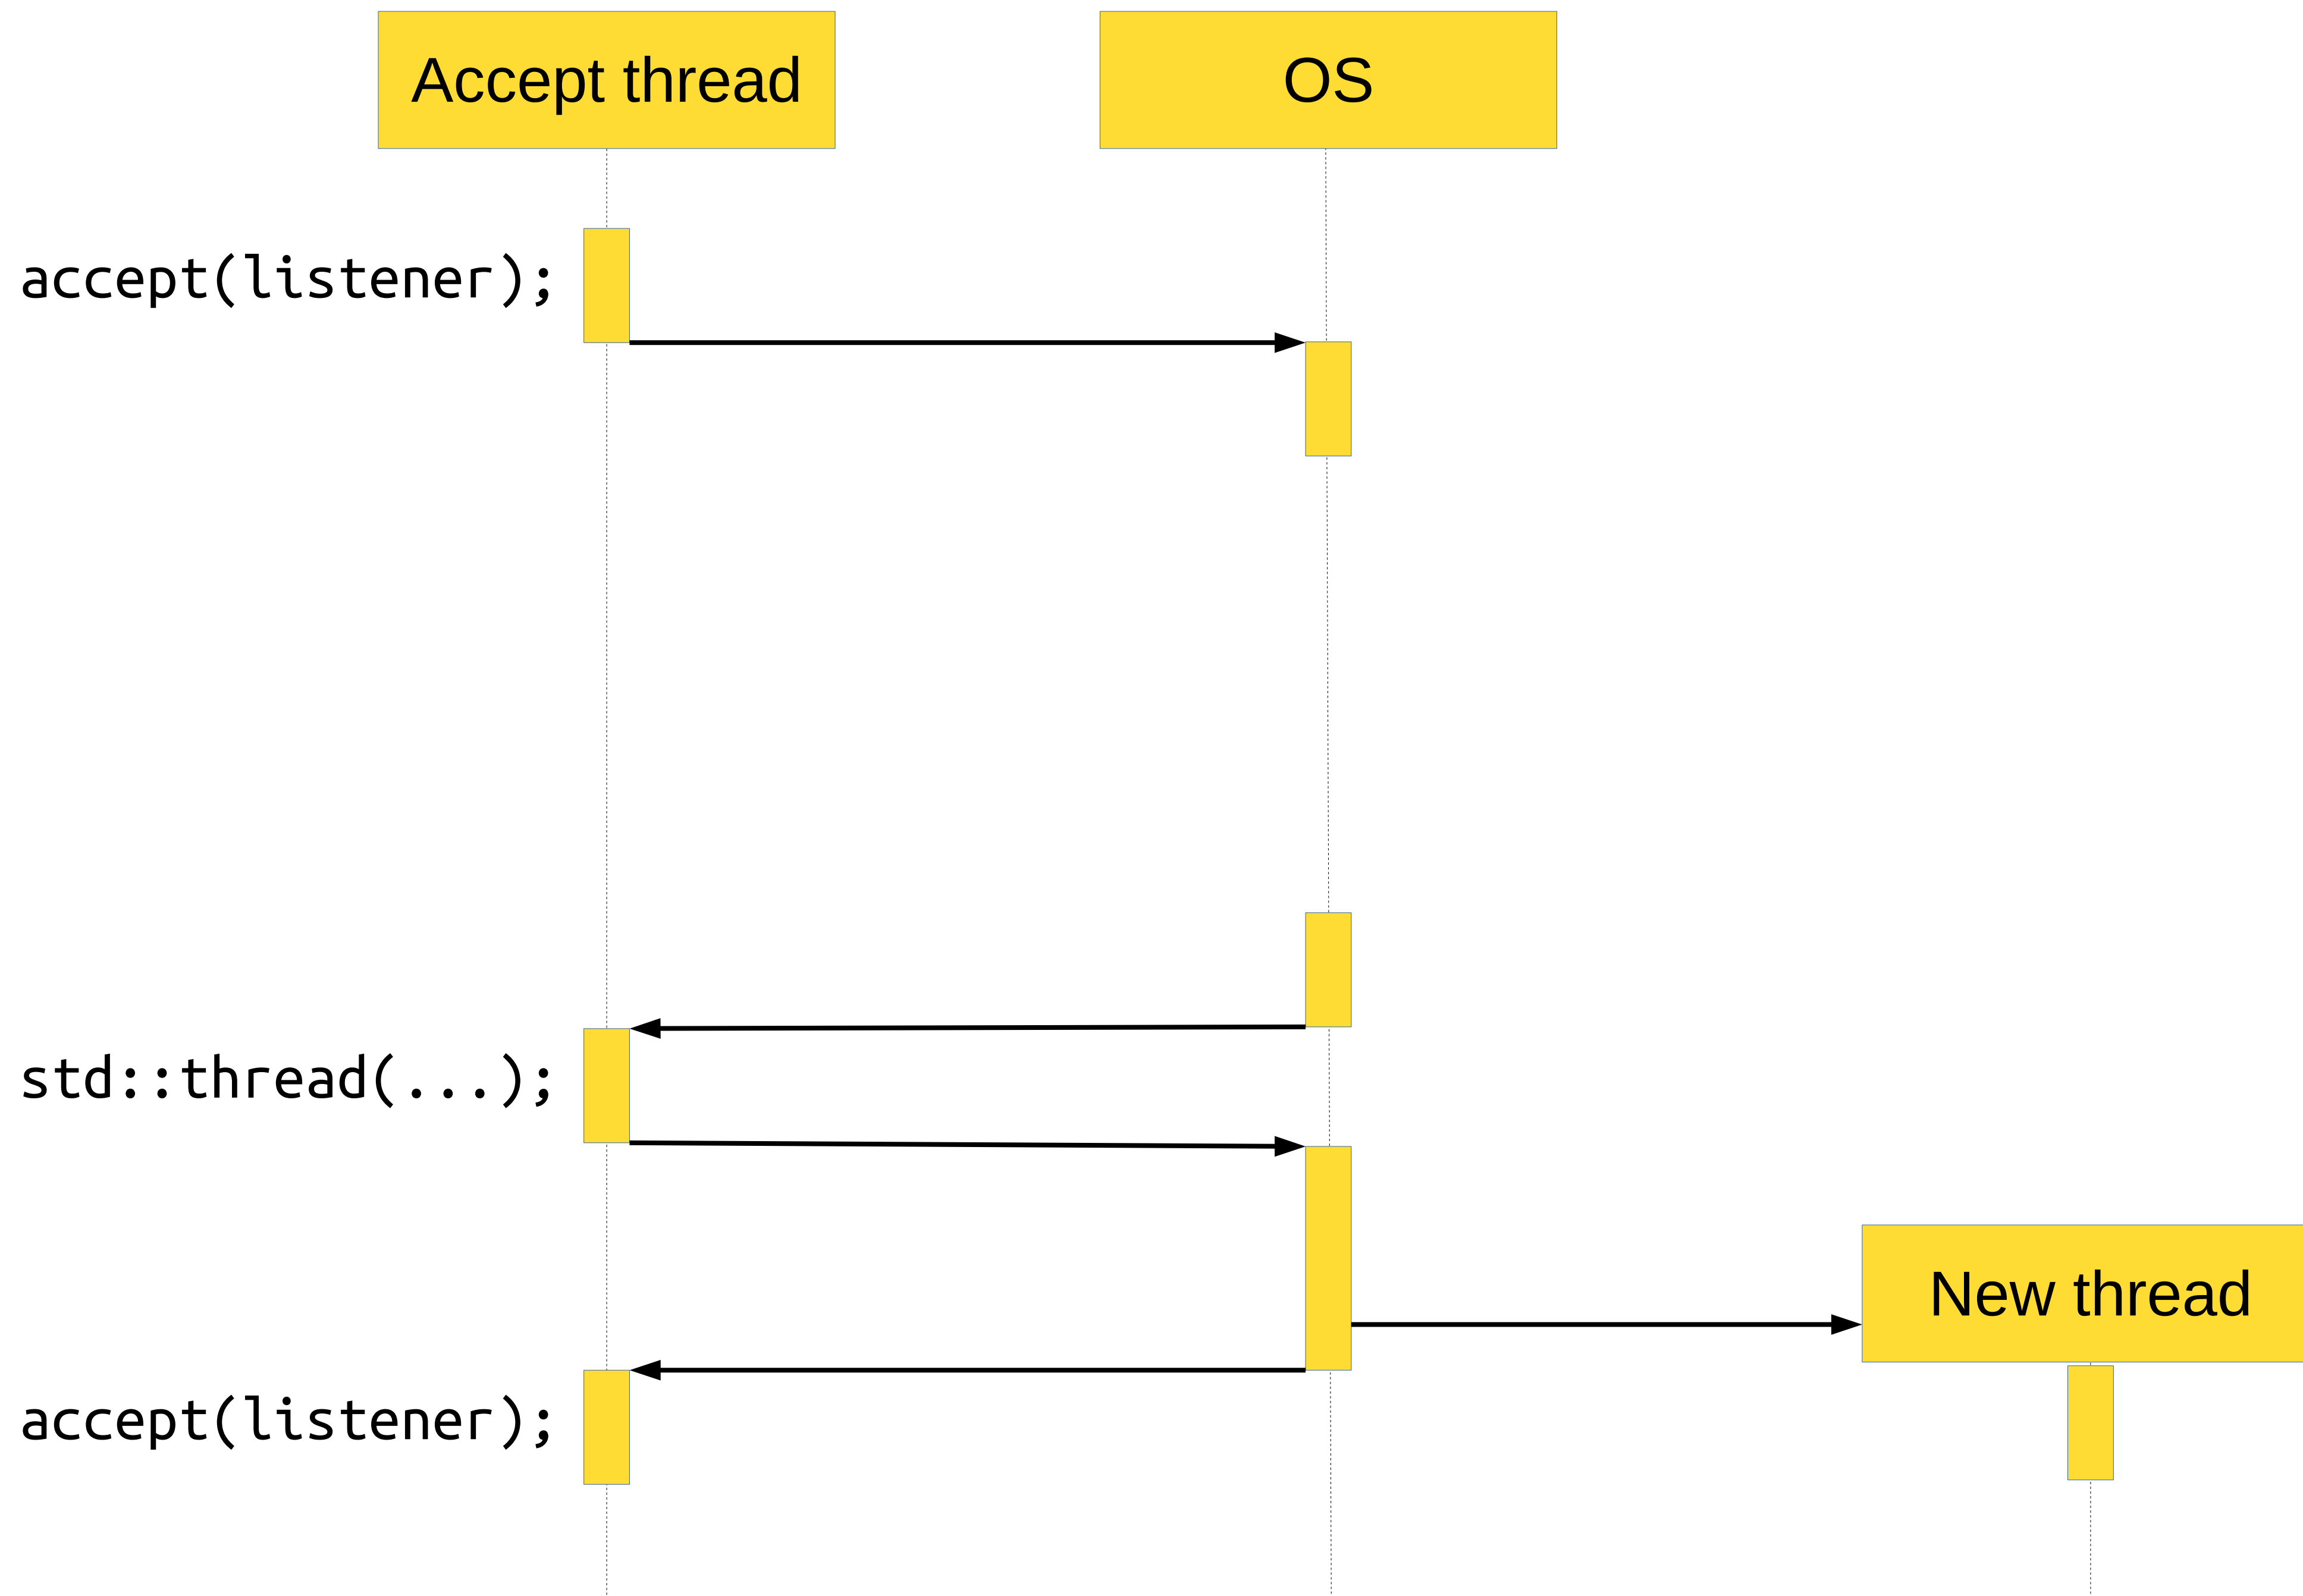 Accept thread
OS
accept(listener);
std::thread(...);
New thread
accept(listener);